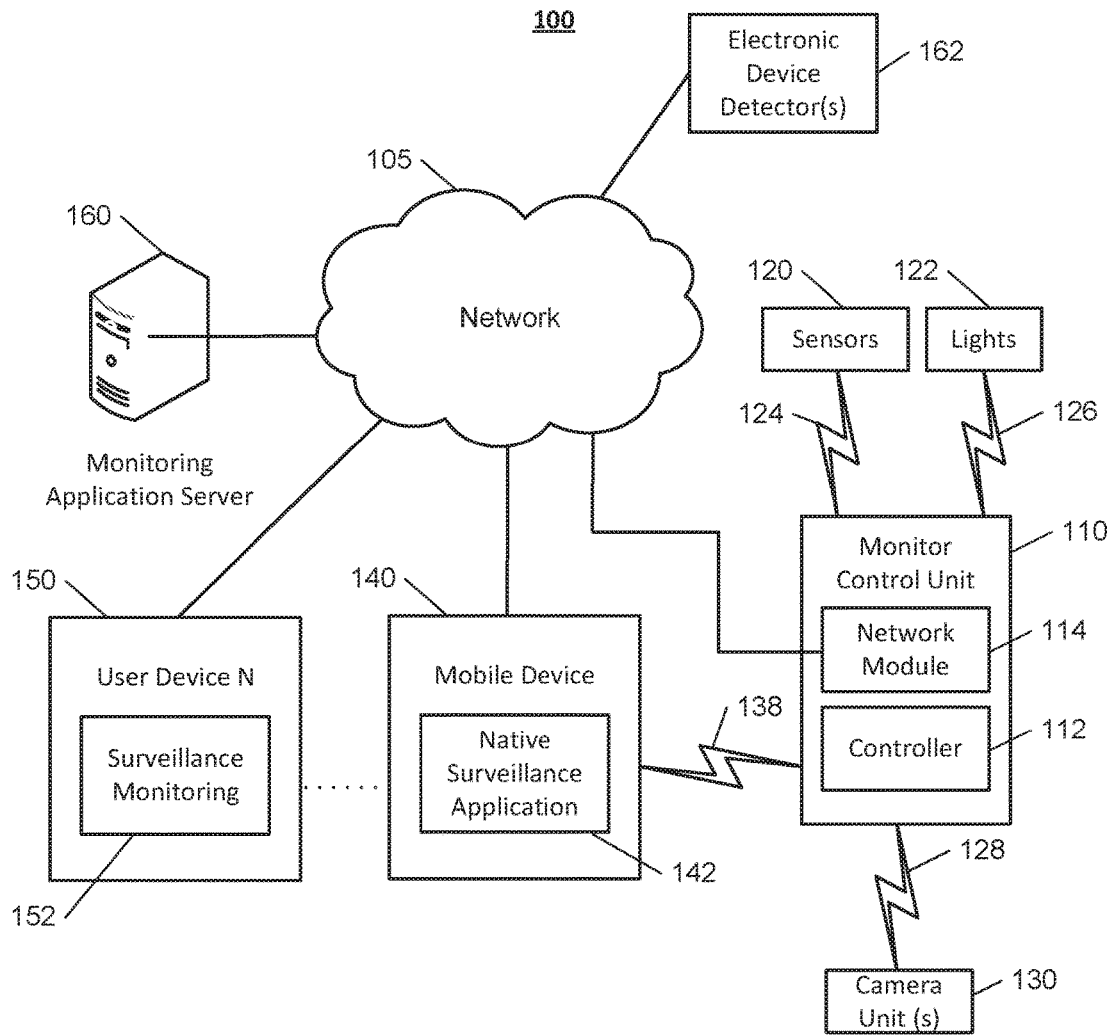 100
Electronic
Device
Detector(s)
162
105
160
Network
120
122
Sensors
Lights
124
126
Monitoring
Application Server
110
Monitor
Control Unit
150
140
Network
Module
114
User Device N
Mobile Device
138
Controller
112
Surveillance
Monitoring
Native
Surveillance
Application
128
152
142
Camera
Unit (s)
130